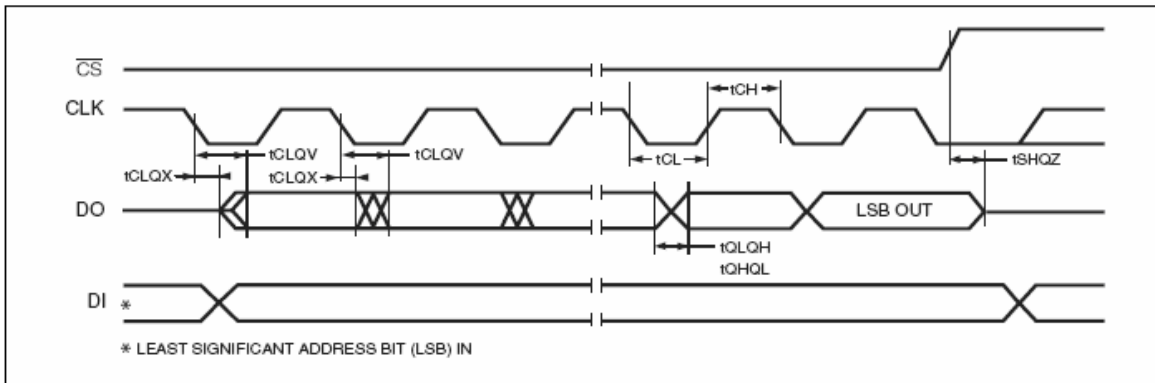 CS
CLK
tCH
tCLQV
tCLQV
tCL
tSHQZ
tCLQX
tCLQX
DO
LSB OUT
tQLQH
tQHQL
DI *
* LEAST SIGNIFICANT ADDRESS BIT (LSB) IN